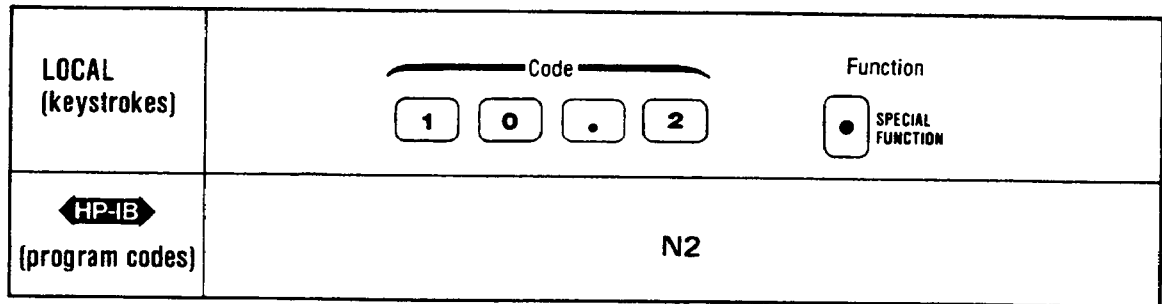 LOCAL
(keystrokes)
Code
Function
1 0 . 2
SPECIAL
FUNCTION
HP-IB
(program codes)
N2